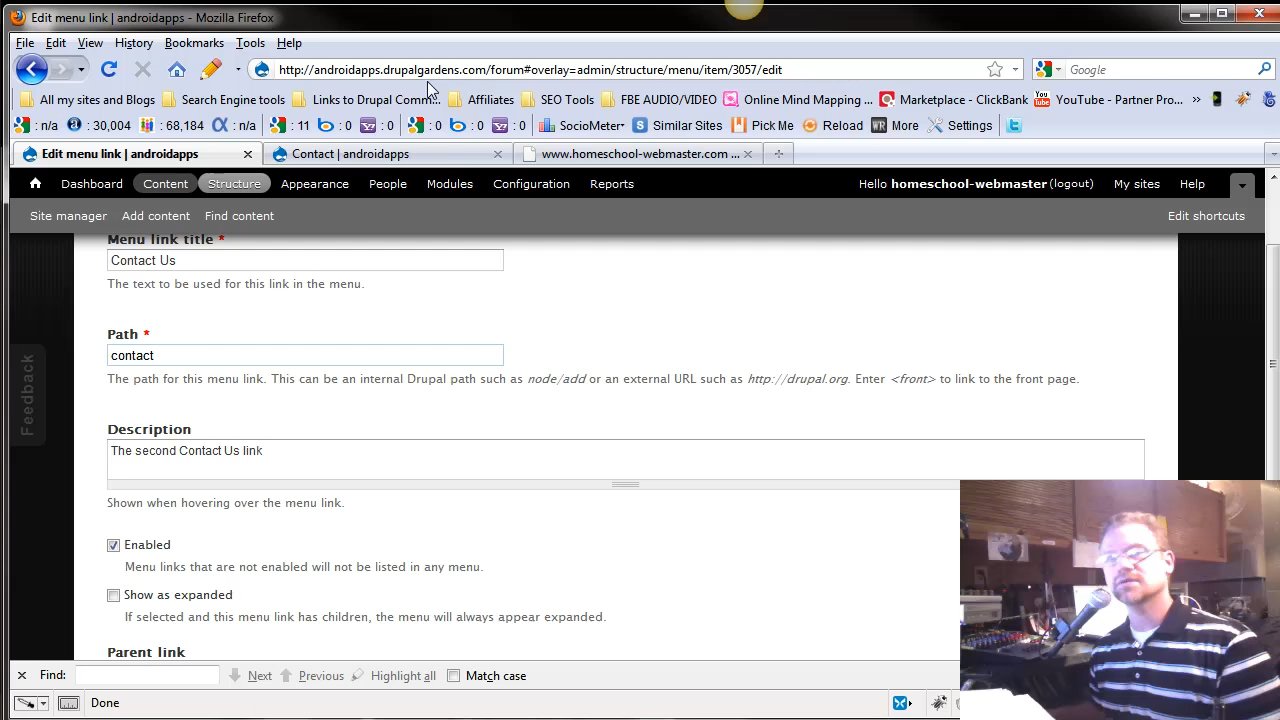 Edit menu link | androidapps - Mozilla Firefox
File Edit View History Bookmarks Tools Help
http://androidapps.drupalgardens.com/forum#overlay=admin/structure/menu/item/3057/edit
Google
All my sites and Blogs Search Engine tools Links to Drupal Comm... Affiliates SEO Tools FBE AUDIO/VIDEO Online Mind Mapping ... Marketplace - ClickBank YouTube - Partner Pro... »
: n/a : 30,004 : 68,184 : n/a : 11 : 0 : 0 : 0 : 0 : 0 SocioMeter Similar Sites Pick Me Reload WR More Settings
Edit menu link | androidapps Contact | androidapps www.homeschool-webmaster.com ...
Dashboard Content Structure Appearance People Modules Configuration Reports Hello homeschool-webmaster (logout) My sites Help
Site manager Add content Find content Edit shortcuts
Menu link title *
Contact Us
The text to be used for this link in the menu.
Path *
contact
The path for this menu link. This can be an internal Drupal path such as node/add or an external URL such as http://drupal.org. Enter <front> to link to the front page.
Feedback
Description
The second Contact Us link
Shown when hovering over the menu link.
Enabled
Menu links that are not enabled will not be listed in any menu.
Show as expanded
If selected and this menu link has children, the menu will always appear expanded.
Parent link
Find: Next Previous Highlight all Match case
Done